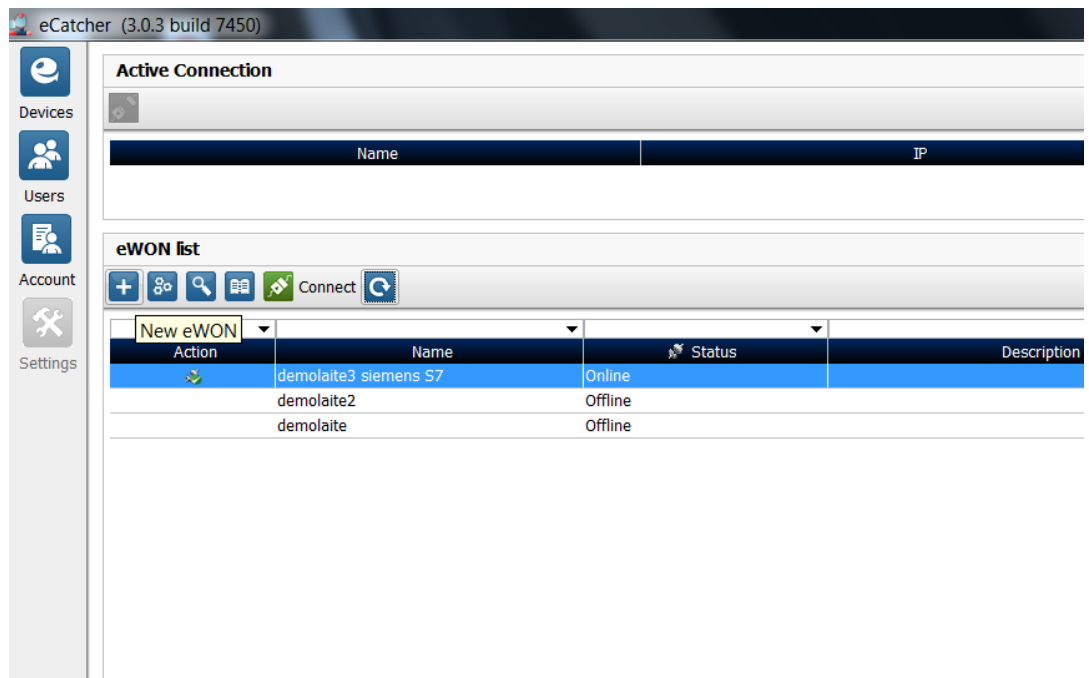 eCatcher (3.0.3 build 7450)
Devices
Users
Account
Settings
Active Connection
Name IP
eWON list
Connect
New eWON
Action Name Status Description
demolaite3 siemens S7 Online
demolaite2 Offline
demolaite Offline